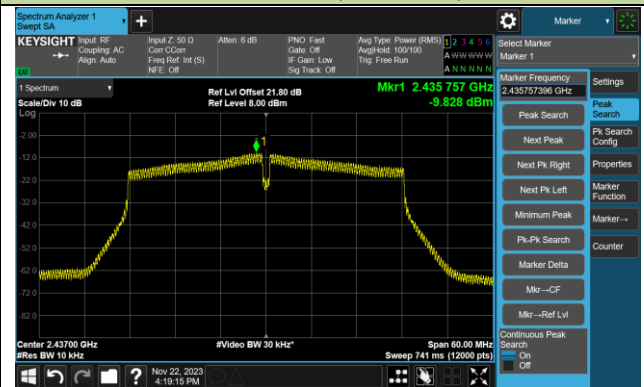 Spectrum Analyzer 1
Swept SA
+
Marker
KEYSIGHT
Input: RF
Coupling: AC
Align: Auto
Input Z: 50 Ω
Corr CCorr
Freq Ref: Int (S)
NFE: Off
Atten: 6 dB
PNO: Fast
Gate: Off
IF Gain: Low
Sig Track: Off
Avg Type: Power (RMS)
Avg|Hold: 100/100
Trig: Free Run
1 2 3 4 5 6
A W W W W W
A N N N N N
LV
Select Marker
Marker 1
1 Spectrum
Scale/Div 10 dB
Log
Ref Lvl Offset 21.80 dB
Ref Level 8.00 dBm
Mkr1 2.435 757 GHz
-9.828 dBm
Marker Frequency
2.435757396 GHz
Peak Search
Next Peak
Next Pk Right
Next Pk Left
Minimum Peak
Pk-Pk Search
Marker Delta
Mkr→CF
Mkr→Ref Lvl
Continuous Peak
Search
On
Off
Settings
Peak
Search
Pk Search
Config
Properties
Marker
Function
Marker→
Counter
-2.00
-12.0
-22.0
-32.0
-42.0
-52.0
-62.0
-72.0
-82.0
1
Center 2.43700 GHz
#Res BW 10 kHz
#Video BW 30 kHz*
Span 60.00 MHz
Sweep 741 ms (12000 pts)
?
Nov 22, 2023
4:19:15 PM